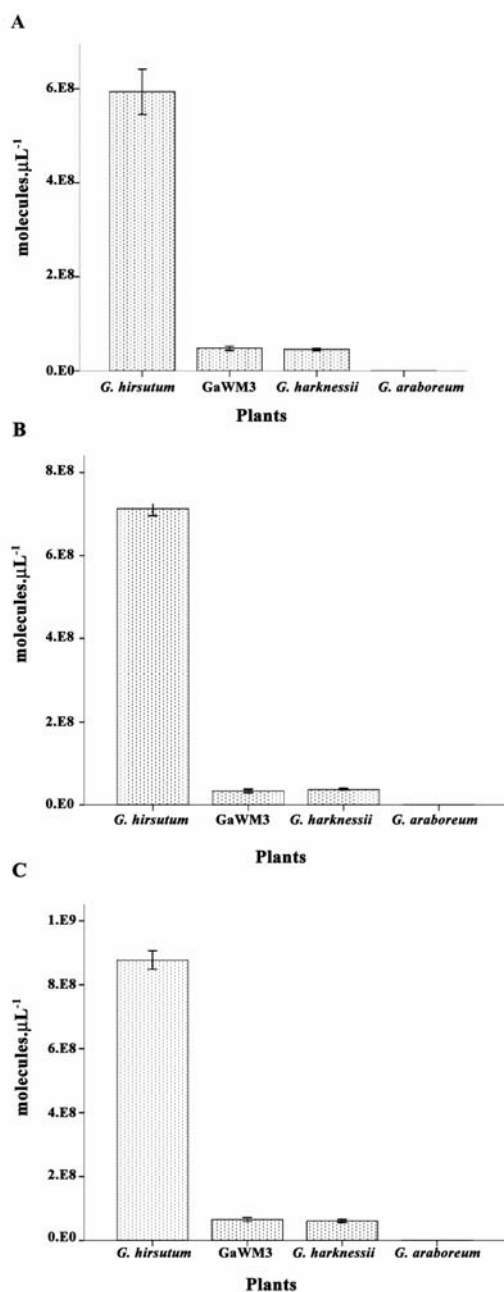 A
molecules.µL⁻¹
6.E8
4.E8
2.E8
0.E0
G. hirsutum GaWM3 G. harknessii G. araboreum
Plants
B
molecules.µL⁻¹
8.E8
6.E8
4.E8
2.E8
0.E0
G. hirsutum GaWM3 G. harknessii G. araboreum
Plants
C
molecules.µL⁻¹
1.E9
8.E8
6.E8
4.E8
2.E8
0.E0
G. hirsutum GaWM3 G. harknessii G. araboreum
Plants